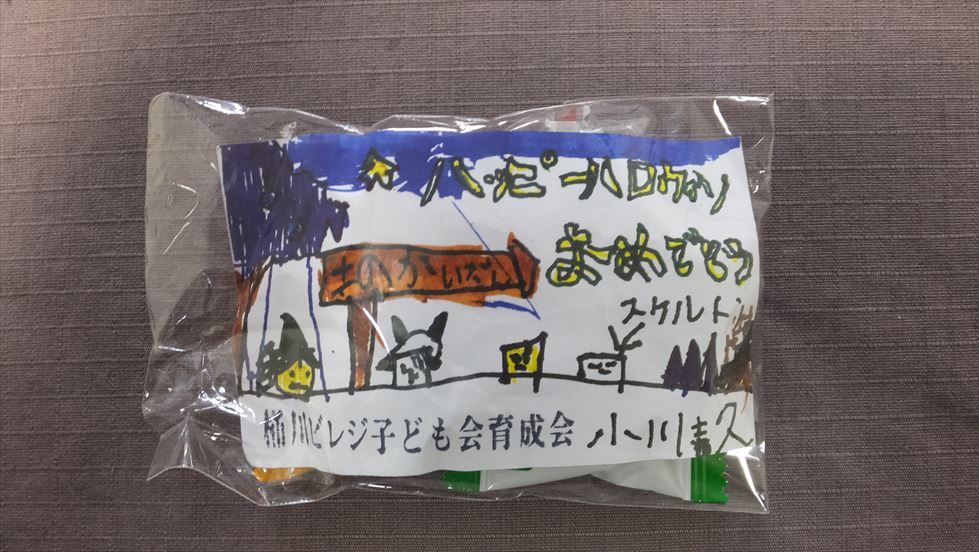 ハッピーハロウィン
おめでとう
スケルトン
桶川ビレジ子ども会育成会 小川